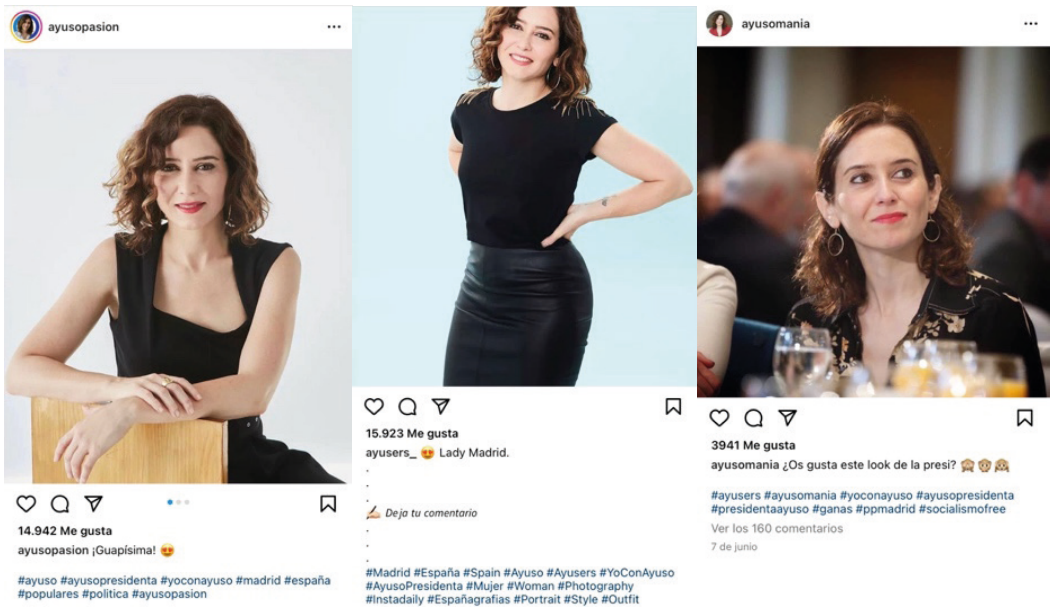 ayusopasion
14.942 Me gusta
ayusopasion ¡Guapísima! 😍
#ayuso #ayusopresidenta #yoconayuso #madrid #españa
#populares #politica #ayusopasion
15.923 Me gusta
ayusers_ 😍 Lady Madrid.
.
.
.
✍🏻 Deja tu comentario
.
.
.
#Madrid #España #Spain #Ayuso #Ayusers #YoConAyuso
#AyusoPresidenta #Mujer #Woman #Photography
#Instadaily #Españagrafias #Portrait #Style #Outfit
ayusomania
3941 Me gusta
ayusomania ¿Os gusta este look de la presi? 🙈🙊🙉
#ayusers #ayusomania #yoconayuso #ayusopresidenta
#presidentaayuso #ganas #ppmadrid #socialismofree
Ver los 160 comentarios
7 de junio